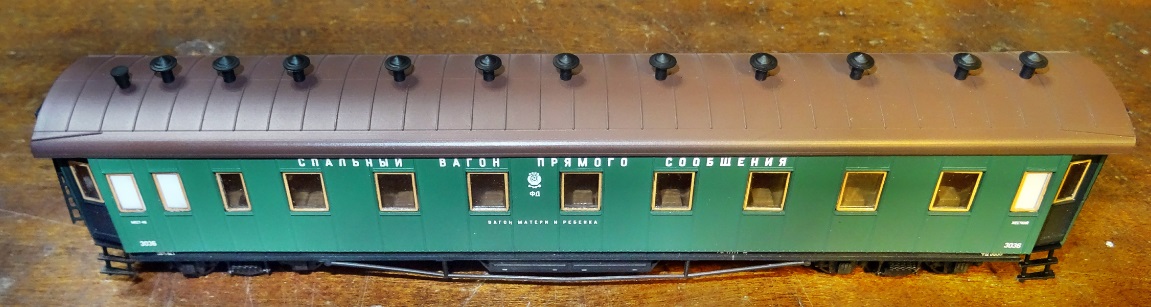 СПАЛЬНЫЙ ВАГОН ПРЯМОГО СООБЩЕНИЯ
ФД
ВАГОН МАТЕРИ И РЕБЕНКА
3036
3036